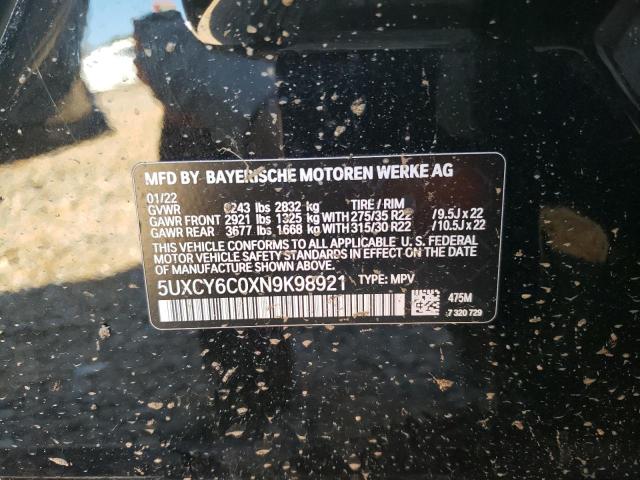 MFD BY BAYERISCHE MOTOREN WERKE AG
01/22
GVWR 6243 lbs 2832 kg TIRE / RIM
GAWR FRONT 2921 lbs 1325 kg WITH 275/35 R22 / 9.5J x 22
GAWR REAR 3677 lbs 1668 kg WITH 315/30 R22 / 10.5J x 22
THIS VEHICLE CONFORMS TO ALL APPLICABLE U. S. FEDERAL
MOTOR VEHICLE SAFETY STANDARDS
IN EFFECT ON THE DATE
OF MANUFACTURE SHOWN ABOVE.
5UXCY6C0XN9K98921 TYPE: MPV
475M
7 320 729